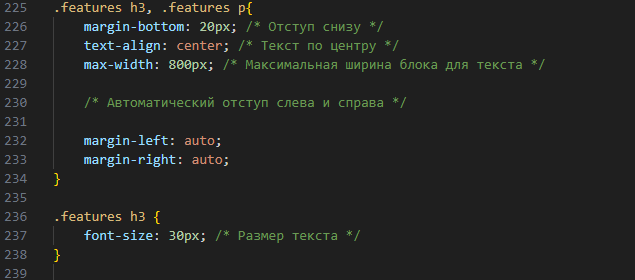 225 .features h3, .features p{
226 margin-bottom: 20px; /* Отступ снизу */
227 text-align: center; /* Текст по центру */
228 max-width: 800px; /* Максимальная ширина блока для текста */
229
230 /* Автоматический отступ слева и справа */
231
232 margin-left: auto;
233 margin-right: auto;
234 }
235
236 .features h3 {
237 font-size: 30px; /* Размер текста */
238 }
239